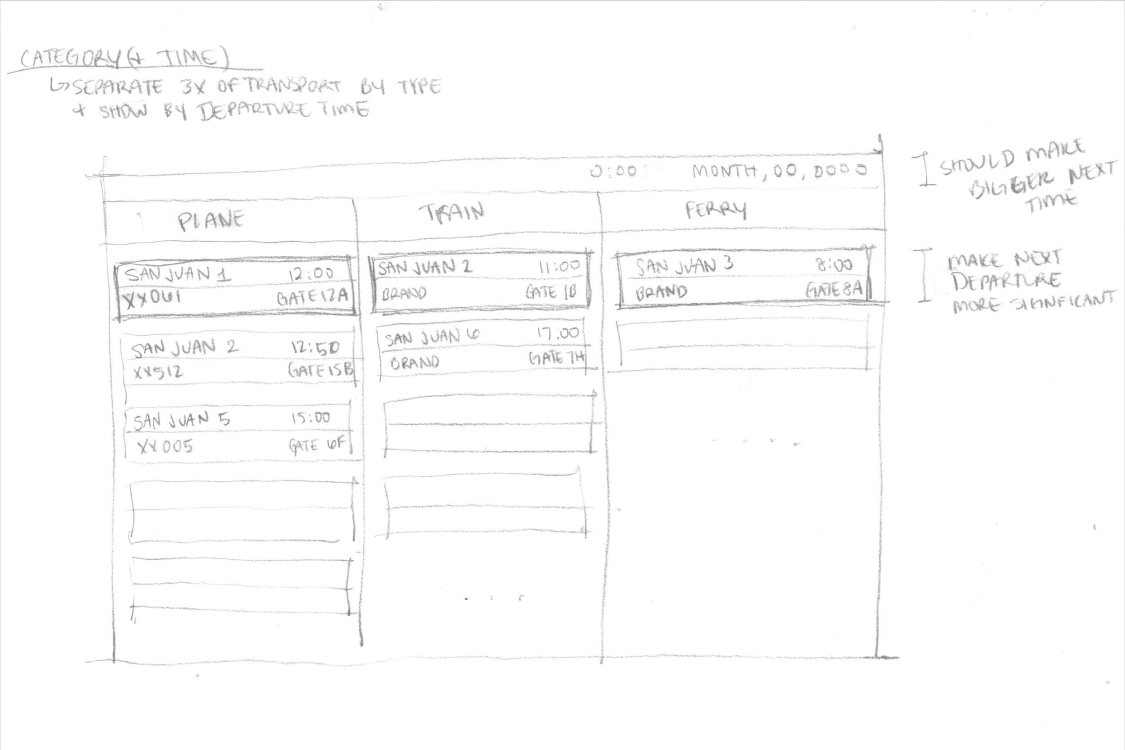 CATEGORY (+ TIME)
↳ SEPARATE 3X OF TRANSPORT BY TYPE
+ SHOW BY DEPARTURE TIME
0:00 MONTH, 00, 0000
SHOULD MAKE
BIGGER NEXT
TIME
PLANE TRAIN FERRY
MAKE NEXT
DEPARTURE
MORE SIGNIFICANT
SAN JUAN 1 12:00
XX061 GATE 12A
SAN JUAN 2 12:50
XX512 GATE 15B
SAN JUAN 5 15:00
XX005 GATE 6F
SAN JUAN 2 11:00
BRAND GATE 1B
SAN JUAN 6 17.00
BRAND GATE 7H
SAN JUAN 3 8:00
BRAND GATE 8A